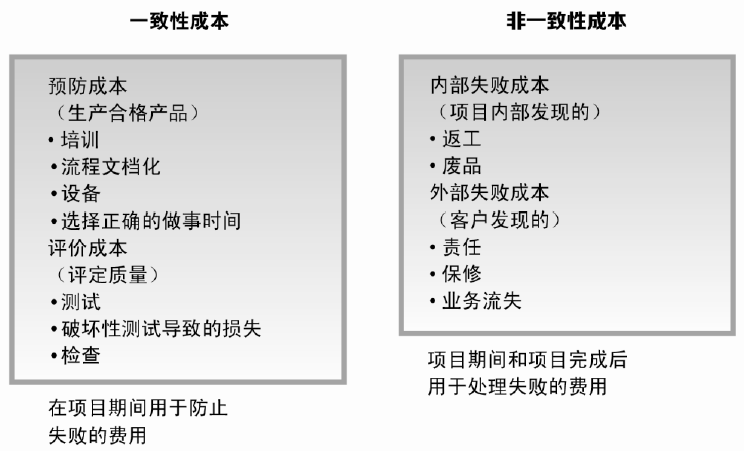 一致性成本
预防成本
（生产合格产品）
•培训
•流程文档化
•设备
•选择正确的做事时间
评价成本
（评定质量）
•测试
•破坏性测试导致的损失
•检查
在项目期间用于防止
失败的费用
非一致性成本
内部失败成本
（项目内部发现的）
•返工
•废品
外部失败成本
（客户发现的）
•责任
•保修
•业务流失
项目期间和项目完成后
用于处理失败的费用